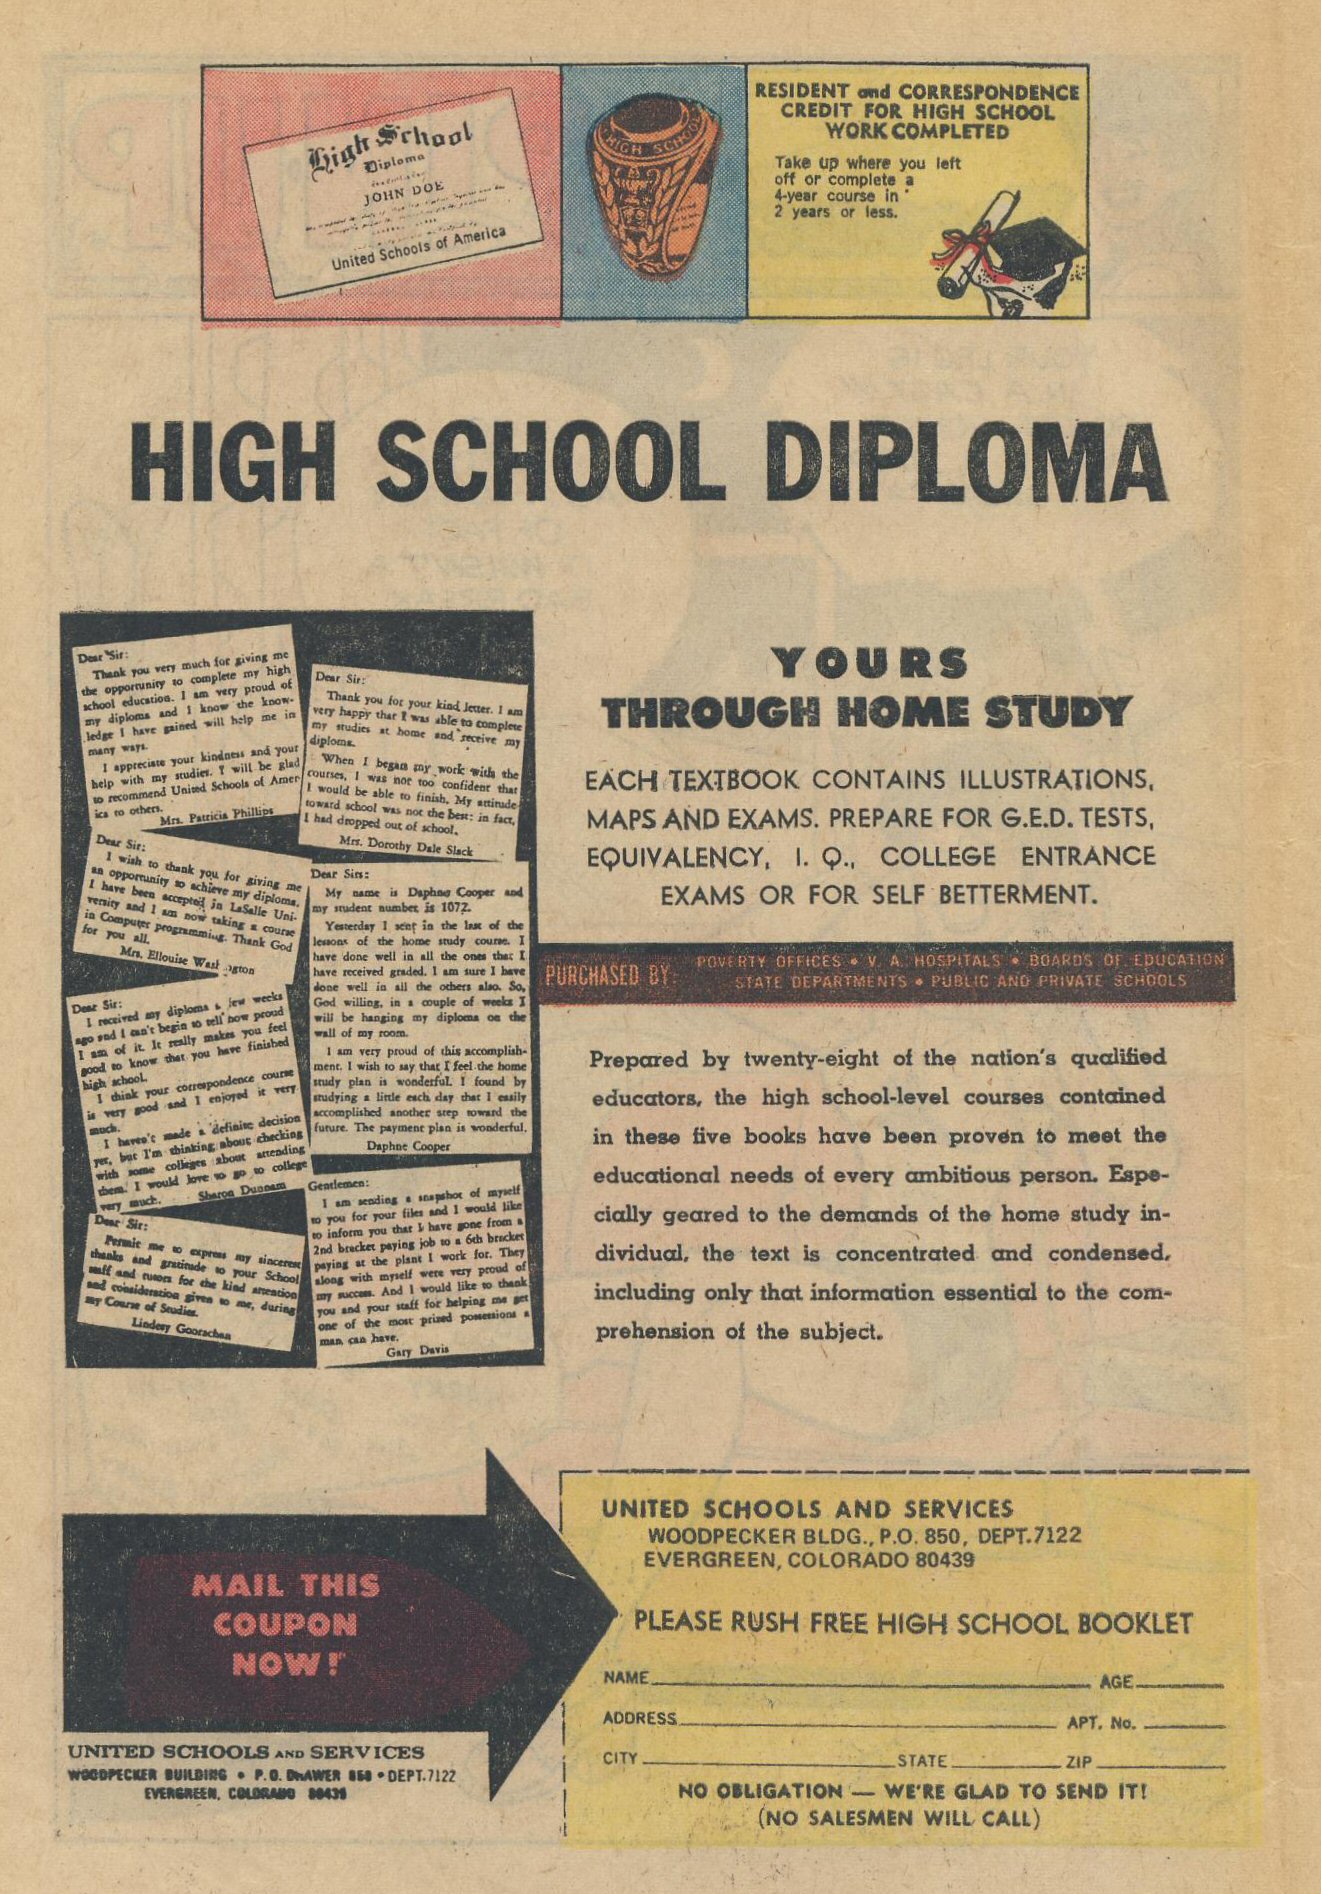 High School
Diploma
JOHN DOE
United Schools of America
HIGH SCHOOL
RESIDENT and CORRESPONDENCE
CREDIT FOR HIGH SCHOOL
WORK COMPLETED
Take up where you left
off or complete a
4-year course in
2 years or less.
HIGH SCHOOL DIPLOMA
Dear Sir:
Thank you very much for giving me
the opportunity to complete my high
school education. I am very proud of
my diploma and I know the know-
ledge I have gained will help me in
many ways.
I appreciate your kindness and your
help with my studies. I will be glad
to recommend United Schools of Amer
ica to others.
Mrs. Patricia Phillips
Dear Sir:
Thank you for your kind letter. I am
very happy that I was able to complete
my studies at home and receive my
diploma.
When I began my work with the
courses, I was not too confident that
I would be able to finish. My attitude
toward school was not the best: in fact,
I had dropped out of school.
Mrs. Dorothy Dale Slack
Dear Sir:
I wish to thank you for giving me
an opportunity to achieve my diploma.
I have been accepted in LaSalle Uni-
versity and I am now taking a course
in Computer programming. Thank God
for you all.
Mrs. Ellouise Washington
Dear Sirs:
My name is Daphne Cooper and
my student number is 1072.
Yesterday I sent in the last of the
lessons of the home study course. I
have done well in all the ones that I
have received graded. I am sure I have
done well in all the others also. So,
God willing, in a couple of weeks I
will be hanging my diploma on the
wall of my room.
I am very proud of this accomplish-
ment. I wish to say that I feel the home
study plan is wonderful. I found by
studying a little each day that I easily
accomplished another step toward the
future. The payment plan is wonderful.
Daphne Cooper
Dear Sir:
I received my diploma a few weeks
ago and I can't begin to tell how proud
I am of it. It really makes you feel
good to know that you have finished
high school.
I think your correspondence course
is very good and I enjoyed it very
much.
I haven't made a definite decision
yet, but I'm thinking about checking
with some colleges about attending
them. I would love to go to college
very much.
Sharon Dunnam
Dear Sir:
Permit me to express my sincerest
thanks and gratitude to your School
staff and tutors for the kind attention
and consideration given to me, during
my Course of Studies.
Lindsay Goorachan
Gentlemen:
I am sending a snapshot of myself
to you for your files and I would like
to inform you that I have gone from a
2nd bracket paying job to a 6th bracket
paying at the plant I work for. They
along with myself were very proud of
my success. And I would like to thank
you and your staff for helping me get
one of the most prized possessions a
man can have.
Gary Davis
YOURS
THROUGH HOME STUDY
EACH TEXTBOOK CONTAINS ILLUSTRATIONS,
MAPS AND EXAMS. PREPARE FOR G.E.D. TESTS,
EQUIVALENCY, I. Q., COLLEGE ENTRANCE
EXAMS OR FOR SELF BETTERMENT.
PURCHASED BY: POVERTY OFFICES • V. A. HOSPITALS • BOARDS OF EDUCATION
STATE DEPARTMENTS • PUBLIC AND PRIVATE SCHOOLS
Prepared by twenty-eight of the nation's qualified
educators, the high school-level courses contained
in these five books have been proven to meet the
educational needs of every ambitious person. Espe-
cially geared to the demands of the home study in-
dividual, the text is concentrated and condensed,
including only that information essential to the com-
prehension of the subject.
MAIL THIS
COUPON
NOW!
UNITED SCHOOLS AND SERVICES
WOODPECKER BUILDING • P.O. DRAWER 850 • DEPT.7122
EVERGREEN, COLORADO 80439
UNITED SCHOOLS AND SERVICES
WOODPECKER BLDG., P.O. 850, DEPT.7122
EVERGREEN, COLORADO 80439
PLEASE RUSH FREE HIGH SCHOOL BOOKLET
NAME AGE
ADDRESS APT. No.
CITY STATE ZIP
NO OBLIGATION — WE'RE GLAD TO SEND IT!
(NO SALESMEN WILL CALL)